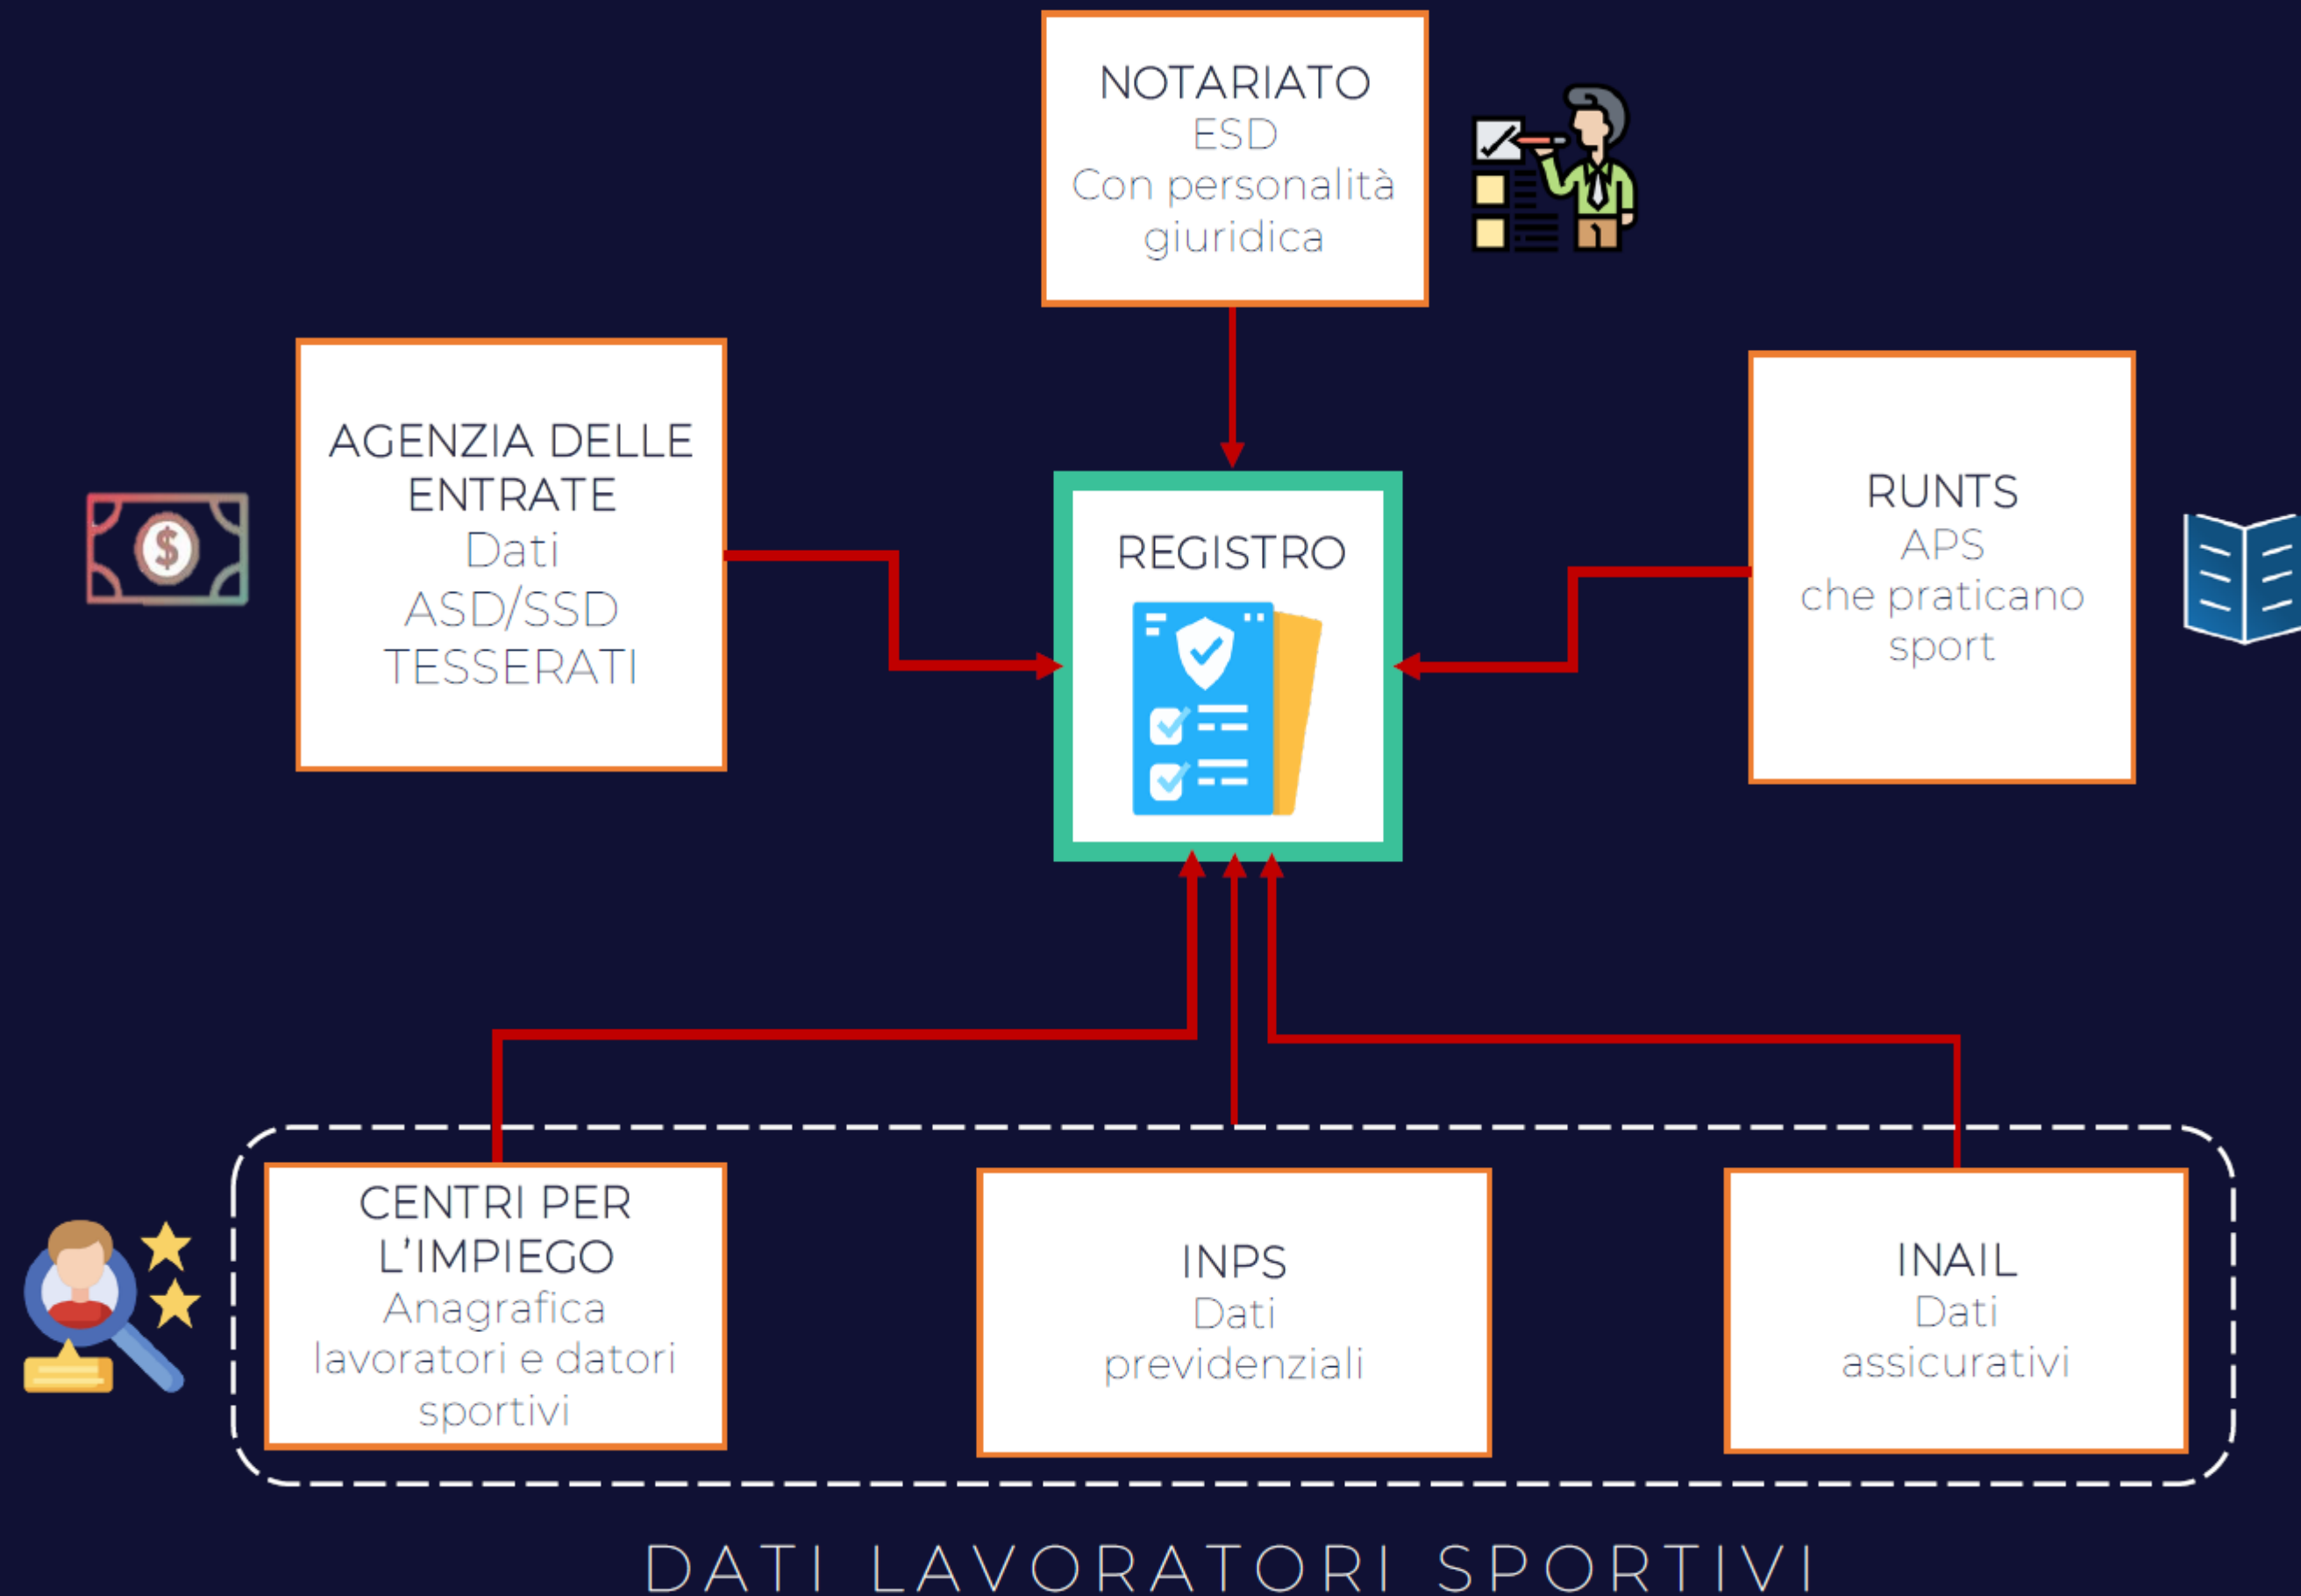 NOTARIATO
ESD
Con personalità
giuridica
AGENZIA DELLE
ENTRATE
Dati
ASD/SSD
TESSERATI
REGISTRO
RUNTS
APS
che praticano
sport
CENTRI PER
L'IMPIEGO
Anagrafica
lavoratori e datori
sportivi
INPS
Dati
previdenziali
INAIL
Dati
assicurativi
DATI LAVORATORI SPORTIVI